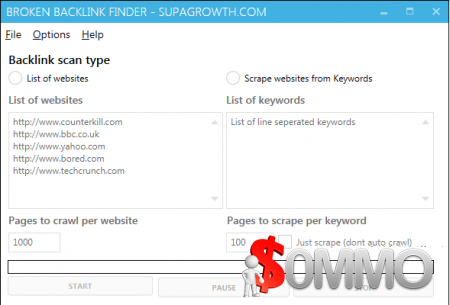 BROKEN BACKLINK FINDER - SUPAGROWTH.COM
File Options Help
Backlink scan type
List of websites
Scrape websites from Keywords
List of websites
List of keywords
http://www.counterkill.com
http://www.bbc.co.uk
http://www.yahoo.com
http://www.bored.com
http://www.techcrunch.com
List of line seperated keywords
Pages to crawl per website
Pages to scrape per keyword
1000
100
Just scrape (dont auto crawl)
START
PAUSE
$OMMO